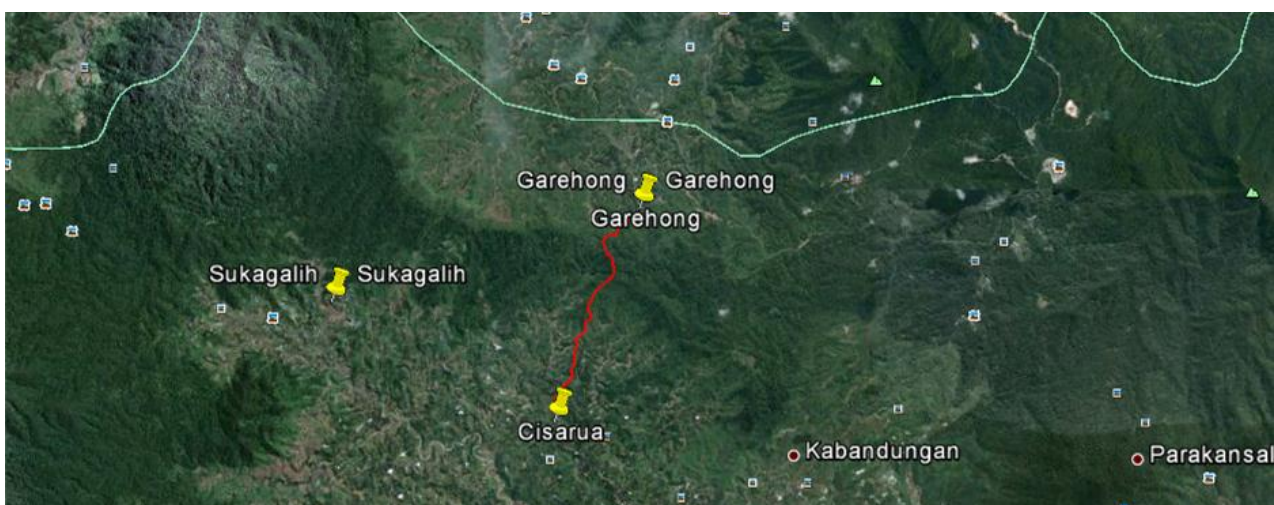 Garehong Garehong
Garehong
Sukagalih Sukagalih
Cisarua
Kabandungan
Parakansal